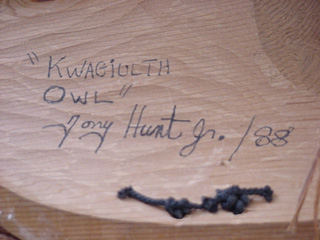 "KWAGIULTH
OWL"
Tony Hunt Jr. /88